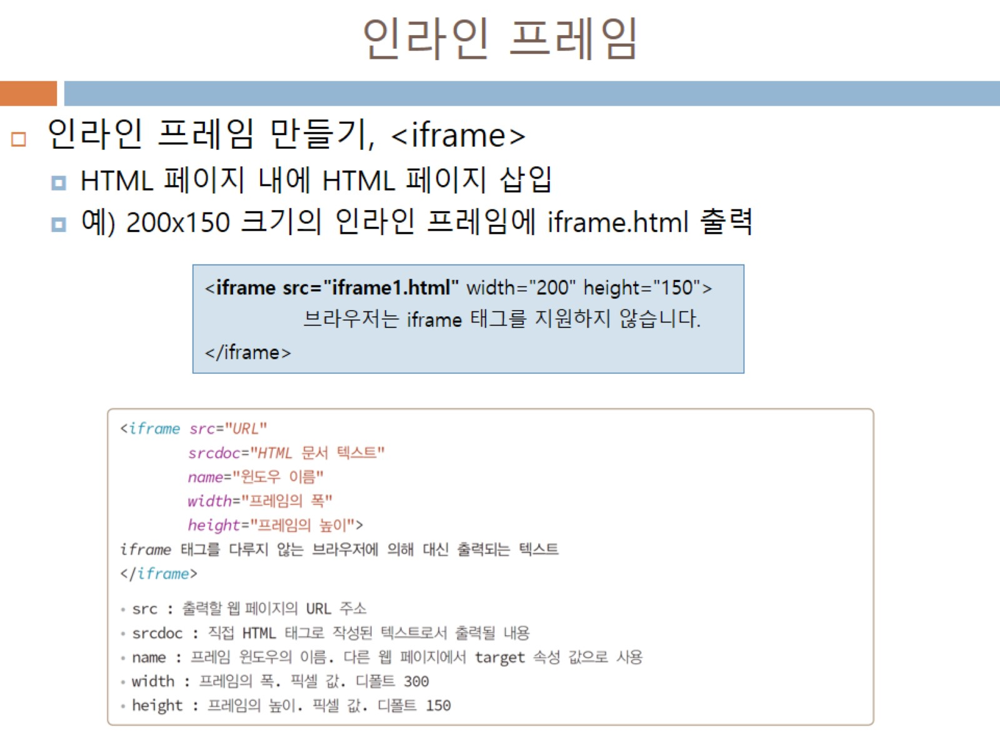 인라인 프레임
인라인 프레임 만들기, <iframe>
HTML 페이지 내에 HTML 페이지 삽입
예) 200x150 크기의 인라인 프레임에 iframe.html 출력
<iframe src="iframe1.html" width="200" height="150">
브라우저는 iframe 태그를 지원하지 않습니다.
</iframe>
<iframe src="URL"
srcdoc="HTML 문서 텍스트"
name="윈도우 이름"
width="프레임의 폭"
height="프레임의 높이">
iframe 태그를 다루지 않는 브라우저에 의해 대신 출력되는 텍스트
</iframe>
• src : 출력할 웹 페이지의 URL 주소
• srcdoc : 직접 HTML 태그로 작성된 텍스트로서 출력될 내용
• name : 프레임 윈도우의 이름. 다른 웹 페이지에서 target 속성 값으로 사용
• width : 프레임의 폭. 픽셀 값. 디폴트 300
• height : 프레임의 높이. 픽셀 값. 디폴트 150